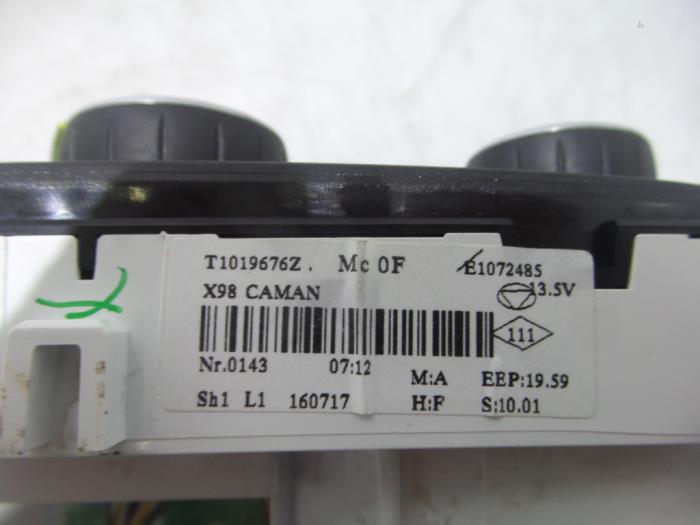 T1019676Z. Mc 0F E1072485
X98 CAMAN 13.5V
111
Nr.0143 07:12
M:A EEP:19.59
Sh1 L1 160717 H:F S:10.01